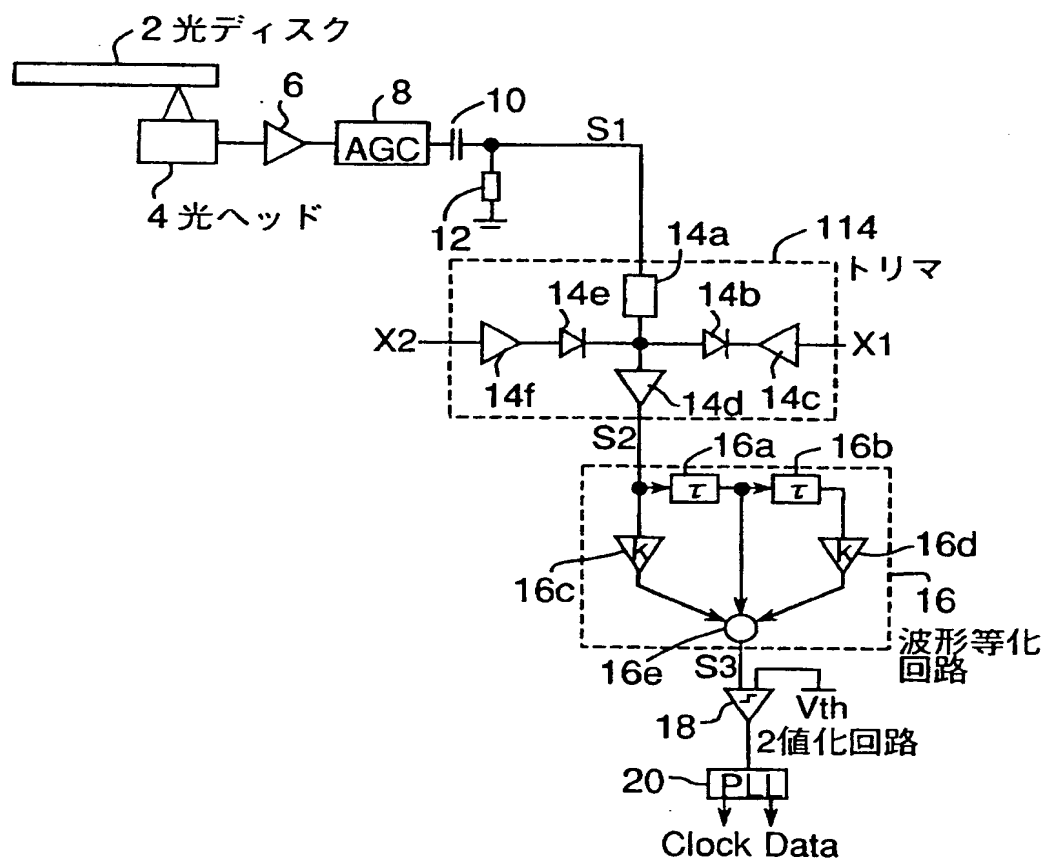 2 光ディスク
6
8
10
AGC
S1
4 光ヘッド
12
114
14a
トリマ
14e
14b
X2
X1
14f
14d
14c
S2
16a
16b
τ
τ
K
K
16c
16d
16
波形等化
回路
16e
S3
Vth
18
2値化回路
20
PLL
Clock Data